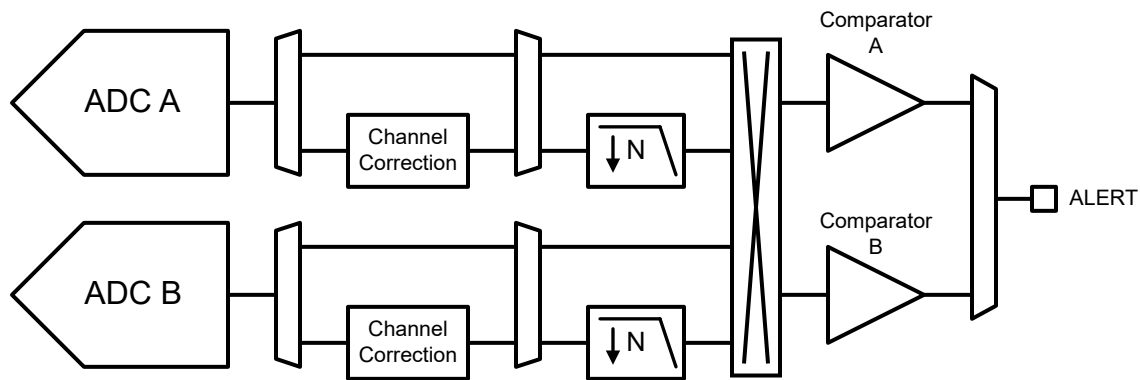 Comparator
A
ADC A
Channel
Correction
N
ALERT
Comparator
B
ADC B
Channel
Correction
N